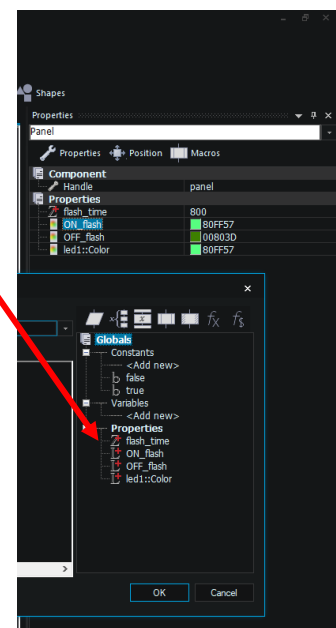 Shapes
Properties
Panel
Properties Position Macros
Component
Handle panel
Properties
flash_time 800
ON_flash 80FF57
OFF_flash 00803D
led1::Color 80FF57
Globals
Constants
<Add new>
false
true
Variables
<Add new>
Properties
flash_time
ON_flash
OFF_flash
led1::Color
OK Cancel